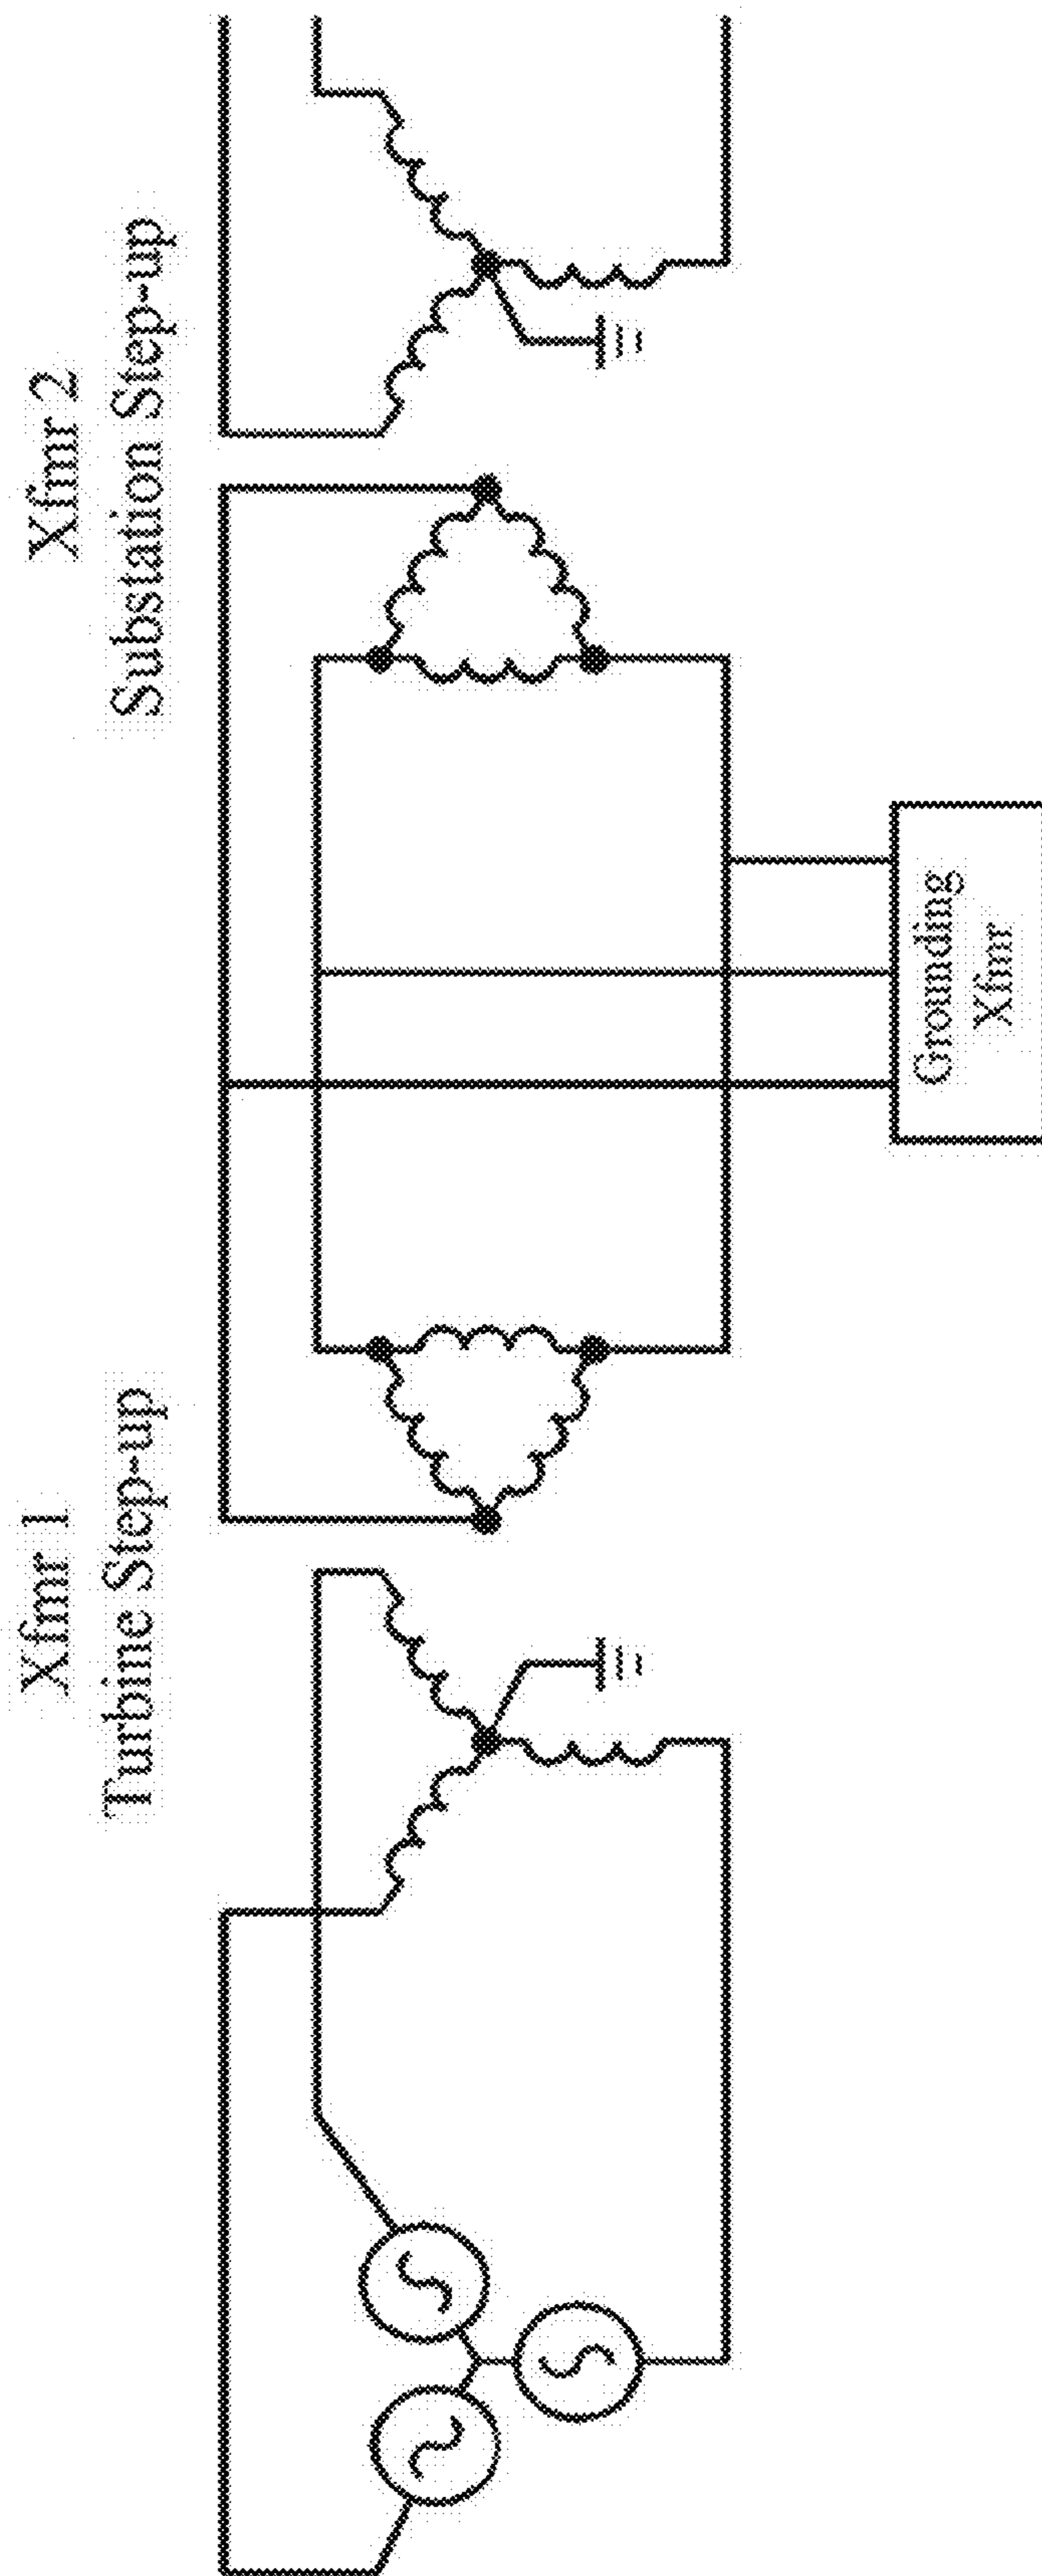 Xfmr 1
Turbine Step-up
Xfmr 2
Substation Step-up
Grounding
Xfmr